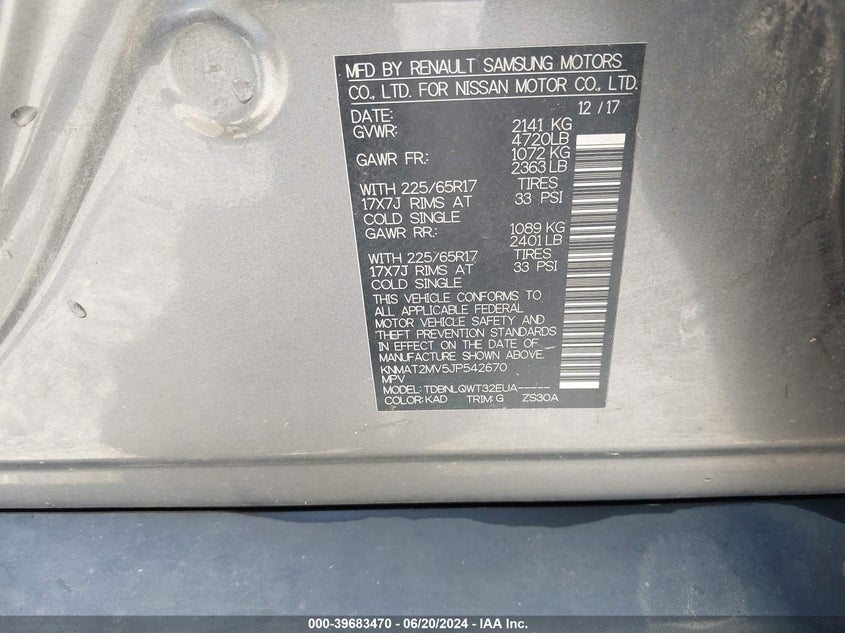 MFD BY RENAULT SAMSUNG MOTORS
CO., LTD. FOR NISSAN MOTOR CO., LTD.
DATE: 12 / 17
GVWR: 2141 KG
4720LB
GAWR FR.: 1072 KG
2363 LB
WITH 225/65R17 TIRES
17X7J RIMS AT 33 PSI
COLD SINGLE
GAWR RR.: 1089 KG
2401 LB
WITH 225/65R17 TIRES
17X7J RIMS AT 33 PSI
COLD SINGLE
THIS VEHICLE CONFORMS TO
ALL APPLICABLE FEDERAL
MOTOR VEHICLE SAFETY AND
THEFT PREVENTION STANDARDS
IN EFFECT ON THE DATE OF
MANUFACTURE SHOWN ABOVE.
KNMAT2MV5JP542670
MPV
MODEL: TDBNLQWT32EUA-----
COLOR: KAD TRIM: G ZS30A
000-39683470 - 06/20/2024 - IAA Inc.